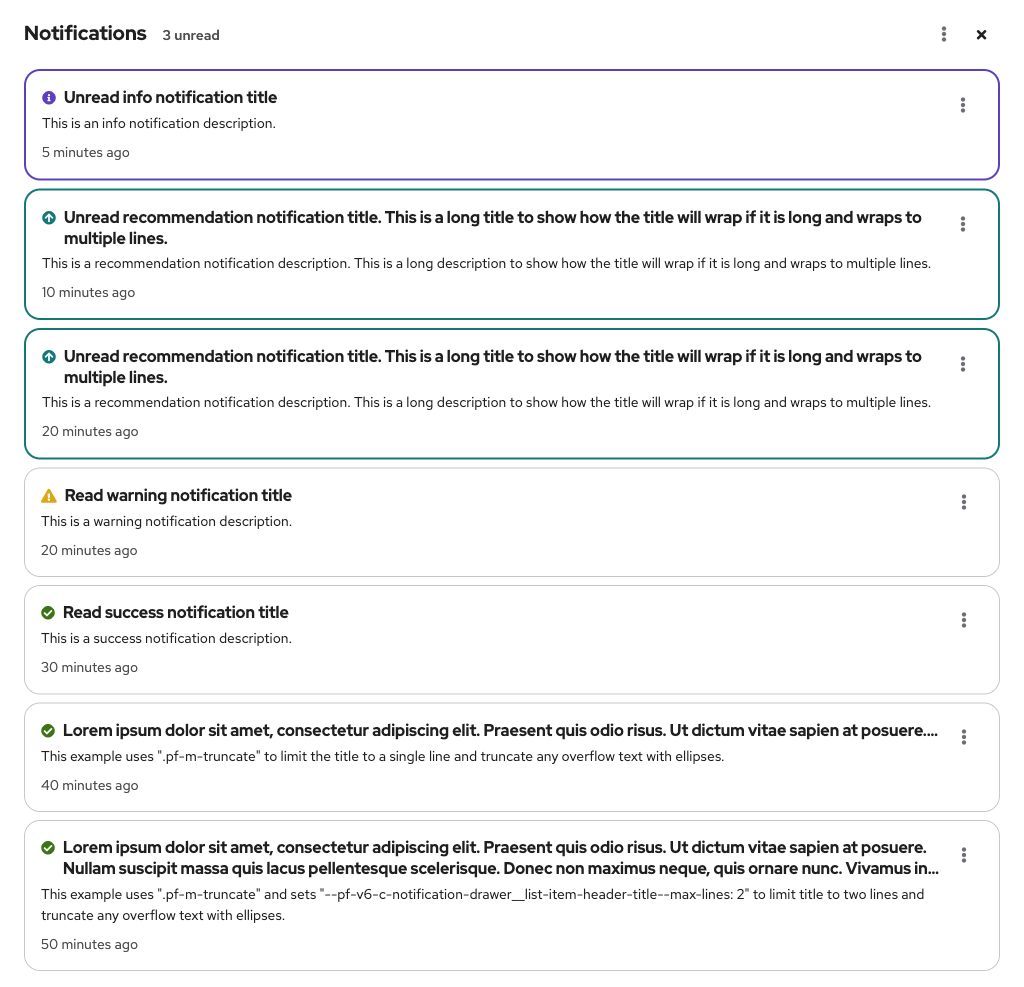 Notifications 3 unread
Unread info notification title
This is an info notification description.
5 minutes ago
Unread recommendation notification title. This is a long title to show how the title will wrap if it is long and wraps to
multiple lines.
This is a recommendation notification description. This is a long description to show how the title will wrap if it is long and wraps to multiple lines.
10 minutes ago
Unread recommendation notification title. This is a long title to show how the title will wrap if it is long and wraps to
multiple lines.
This is a recommendation notification description. This is a long description to show how the title will wrap if it is long and wraps to multiple lines.
20 minutes ago
Read warning notification title
This is a warning notification description.
20 minutes ago
Read success notification title
This is a success notification description.
30 minutes ago
Lorem ipsum dolor sit amet, consectetur adipiscing elit. Praesent quis odio risus. Ut dictum vitae sapien at posuere....
This example uses ".pf-m-truncate" to limit the title to a single line and truncate any overflow text with ellipses.
40 minutes ago
Lorem ipsum dolor sit amet, consectetur adipiscing elit. Praesent quis odio risus. Ut dictum vitae sapien at posuere.
Nullam suscipit massa quis lacus pellentesque scelerisque. Donec non maximus neque, quis ornare nunc. Vivamus in...
This example uses ".pf-m-truncate" and sets "--pf-v6-c-notification-drawer__list-item-header-title--max-lines: 2" to limit title to two lines and
truncate any overflow text with ellipses.
50 minutes ago